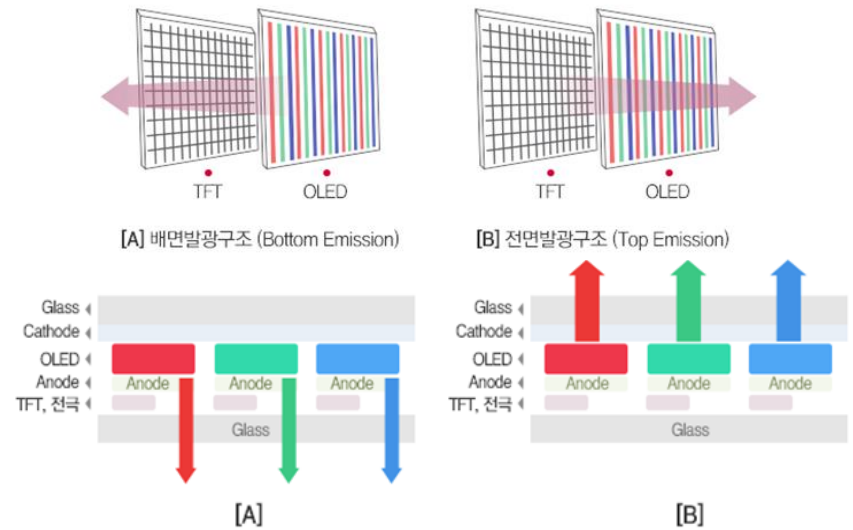 TFT OLED
TFT OLED
[A] 배면발광구조 (Bottom Emission)
[B] 전면발광구조 (Top Emission)
Glass
Cathode
OLED
Anode
Anode Anode Anode
TFT, 전극
Glass
[A]
Glass
Cathode
OLED
Anode
Anode Anode Anode
TFT, 전극
Glass
[B]